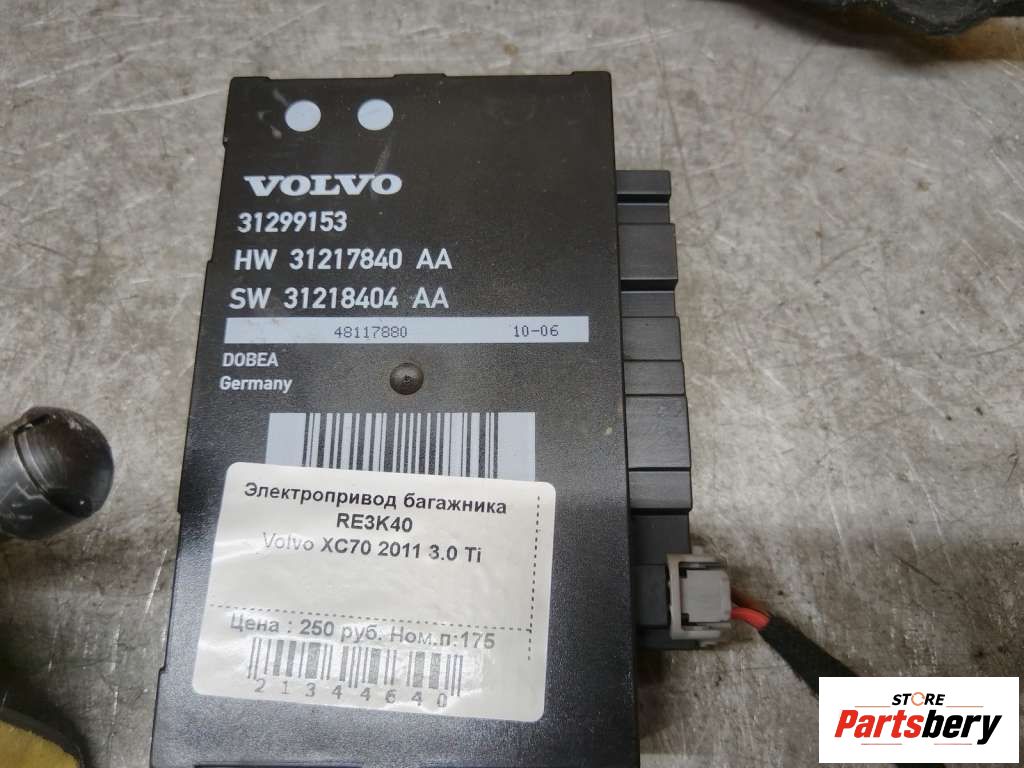 VOLVO
31299153
HW 31217840 AA
SW 31218404 AA
48117880 10-06
DOBEA
Germany
Электропривод багажника
RE3K40
Volvo XC70 2011 3.0 Ti
Цена : 250 руб. Ном.п:175
21344640
STORE
Partsbery